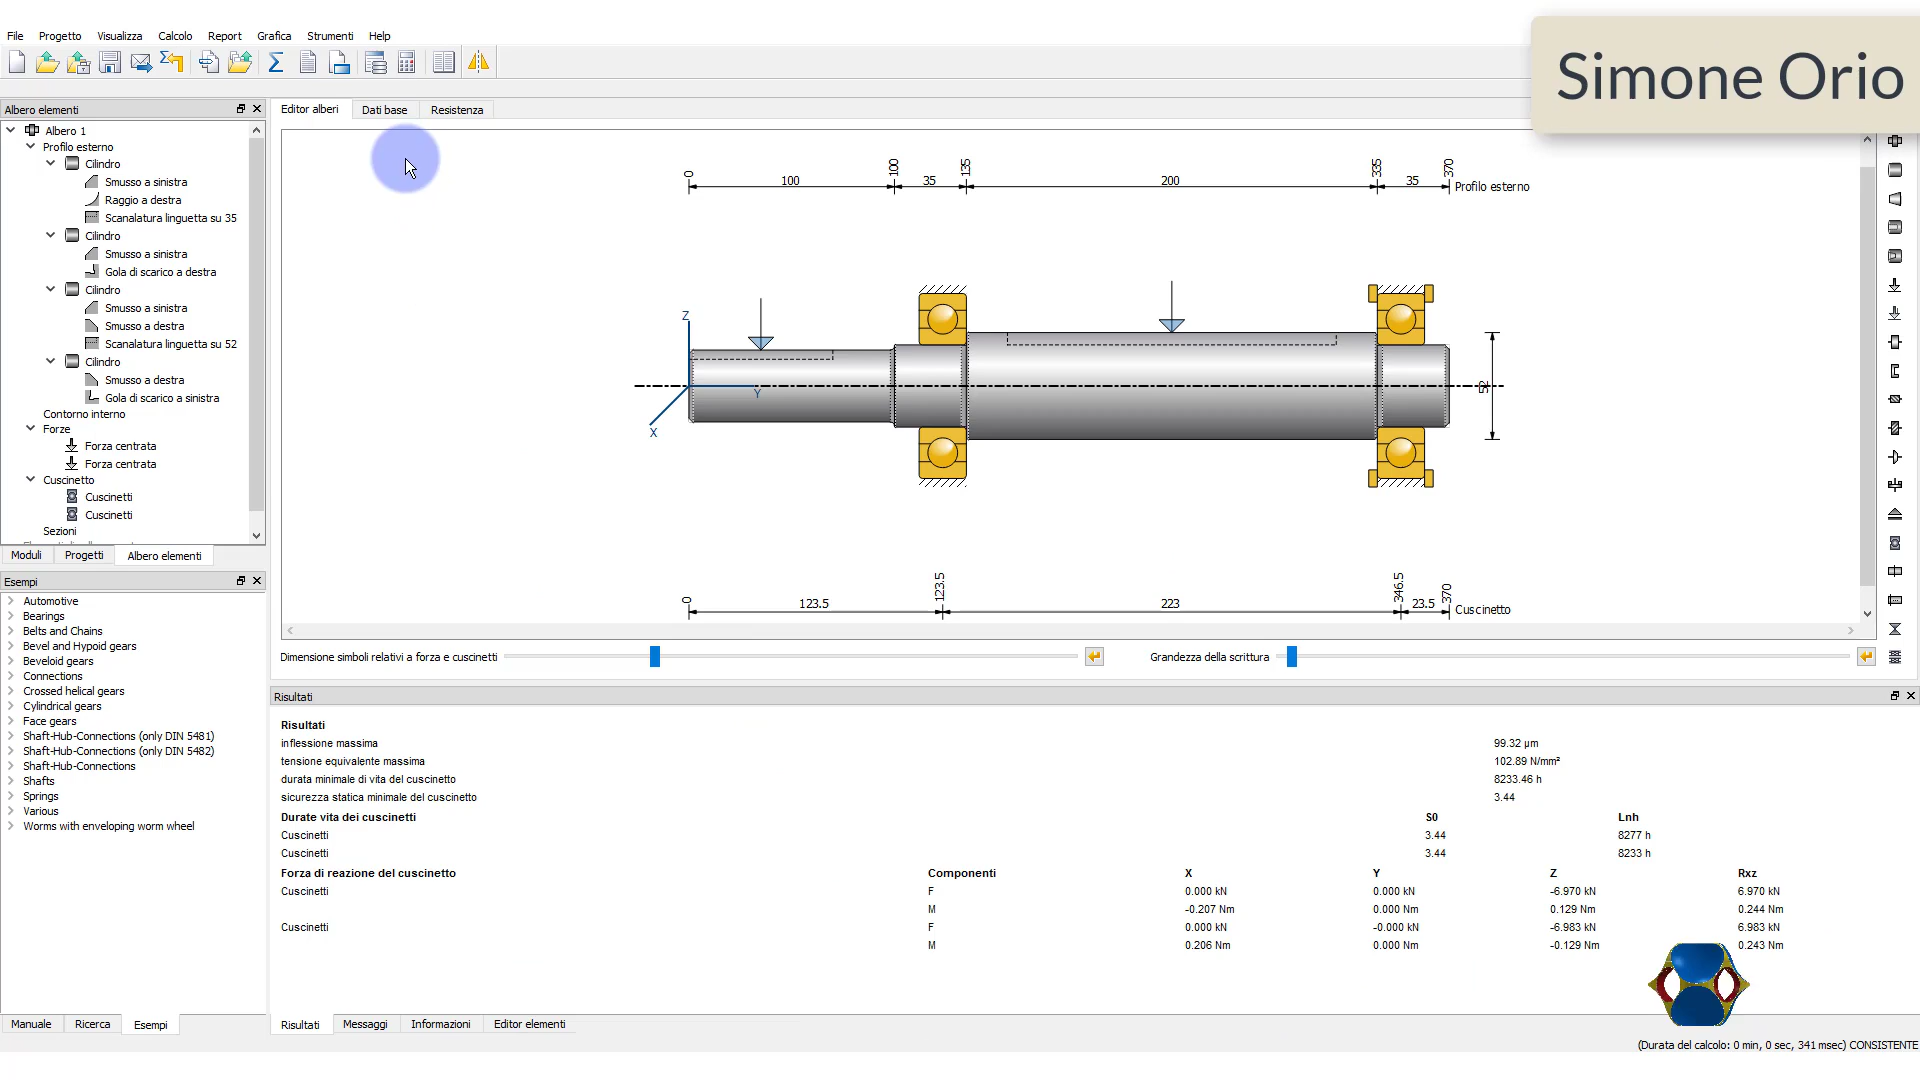 File Progetto Visualizza Calcolo Report Grafica Strumenti Help
Simone Orio
Albero elementi
Editor alberi Dati base Resistenza
Albero 1
Profilo esterno
Cilindro
Smusso a sinistra
Raggio a destra
Scanalatura linguetta su 35
Cilindro
Smusso a sinistra
Gola di scarico a destra
Cilindro
Smusso a sinistra
Smusso a destra
Scanalatura linguetta su 52
Cilindro
Smusso a destra
Gola di scarico a sinistra
Contorno interno
Forze
Forza centrata
Forza centrata
Cuscinetto
Cuscinetti
Cuscinetti
Sezioni
Moduli Progetti Albero elementi
Esempi
Automotive
Bearings
Belts and Chains
Bevel and Hypoid gears
Beveloid gears
Connections
Crossed helical gears
Cylindrical gears
Face gears
Shaft-Hub-Connections (only DIN 5481)
Shaft-Hub-Connections (only DIN 5482)
Shaft-Hub-Connections
Shafts
Springs
Various
Worms with enveloping worm wheel
Manuale Ricerca Esempi
0 100 135 335 370
100 35 200 35 Profilo esterno
Z
Y
X
52
0 123.5 346.5 370
123.5 223 23.5 Cuscinetto
Dimensione simboli relativi a forza e cuscinetti Grandezza della scrittura
Risultati
Risultati
inflessione massima 99.32 µm
tensione equivalente massima 102.89 N/mm²
durata minimale di vita del cuscinetto 8233.46 h
sicurezza statica minimale del cuscinetto 3.44
Durate vita dei cuscinetti S0 Lnh
Cuscinetti 3.44 8277 h
Cuscinetti 3.44 8233 h
Forza di reazione del cuscinetto Componenti X Y Z Rxz
Cuscinetti F 0.000 kN 0.000 kN -6.970 kN 6.970 kN
M -0.207 Nm 0.000 Nm 0.129 Nm 0.244 Nm
Cuscinetti F 0.000 kN -0.000 kN -6.983 kN 6.983 kN
M 0.206 Nm 0.000 Nm -0.129 Nm 0.243 Nm
Risultati Messaggi Informazioni Editor elementi
(Durata del calcolo: 0 min, 0 sec, 341 msec) CONSISTENTE